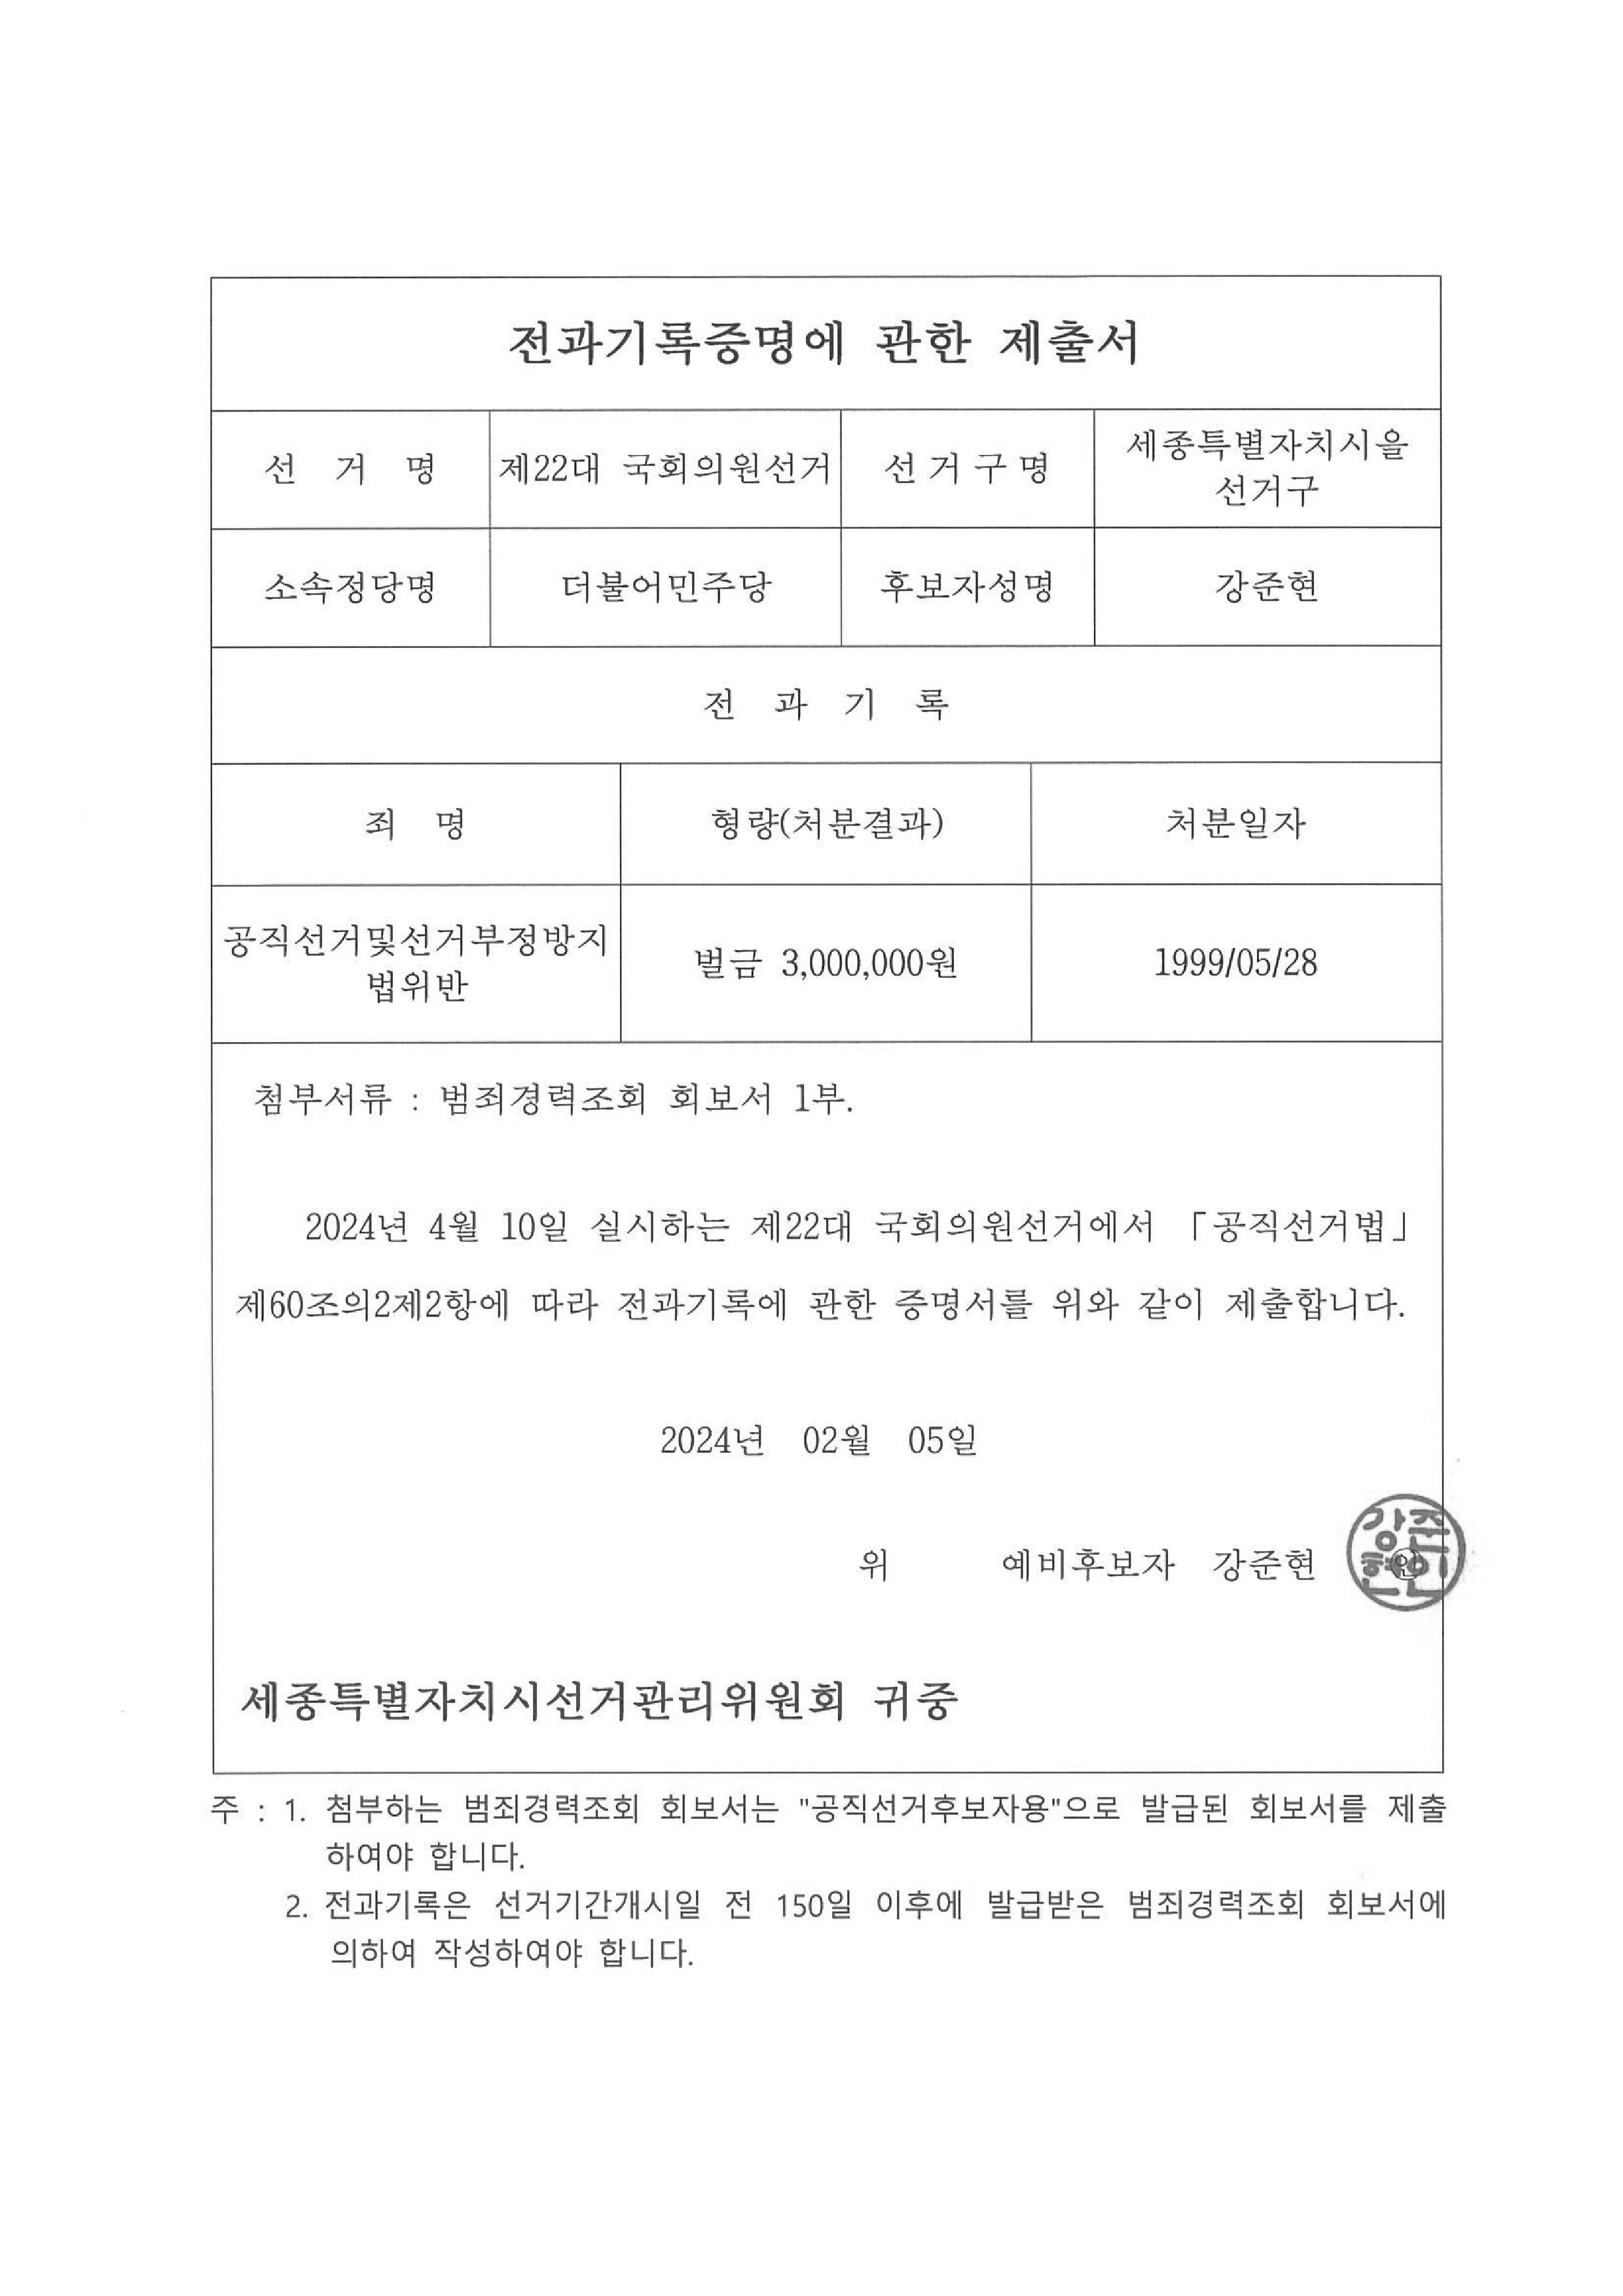 전과기록증명에 관한 제출서
선 거 명 제22대 국회의원선거 선거구명 세종특별자치시을
선거구
소속정당명 더불어민주당 후보자성명 강준현
전 과 기 록
죄 명 형량(처분결과) 처분일자
공직선거및선거부정방지
법위반 벌금 3,000,000원 1999/05/28
첨부서류 : 범죄경력조회 회보서 1부.
2024년 4월 10일 실시하는 제22대 국회의원선거에서 「공직선거법」
제60조의2제2항에 따라 전과기록에 관한 증명서를 위와 같이 제출합니다.
2024년 02월 05일
위 예비후보자 강준현 인
강준
현인
세종특별자치시선거관리위원회 귀중
주 : 1. 첨부하는 범죄경력조회 회보서는 "공직선거후보자용"으로 발급된 회보서를 제출
하여야 합니다.
2. 전과기록은 선거기간개시일 전 150일 이후에 발급받은 범죄경력조회 회보서에
의하여 작성하여야 합니다.